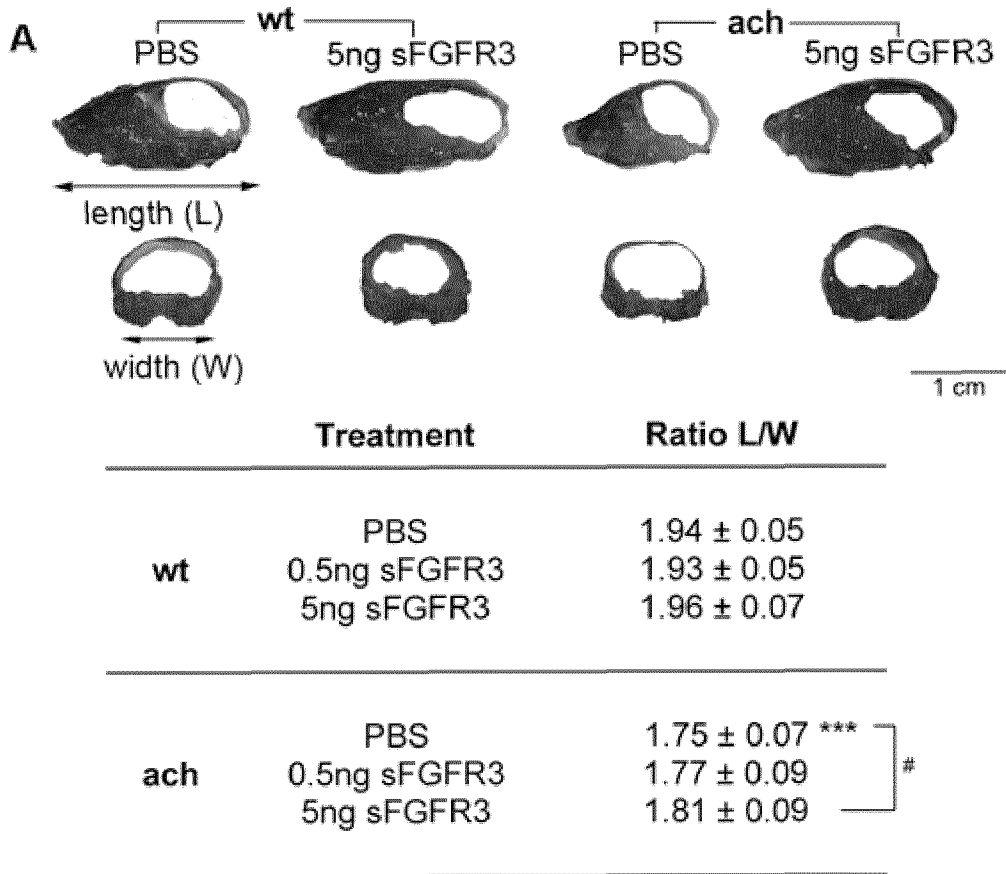 A
wt
ach
PBS 5ng sFGFR3 PBS 5ng sFGFR3
length (L)
width (W)
1 cm
Treatment Ratio L/W
PBS 1.94 ± 0.05
wt 0.5ng sFGFR3 1.93 ± 0.05
5ng sFGFR3 1.96 ± 0.07
PBS 1.75 ± 0.07 ***
ach 0.5ng sFGFR3 1.77 ± 0.09 #
5ng sFGFR3 1.81 ± 0.09